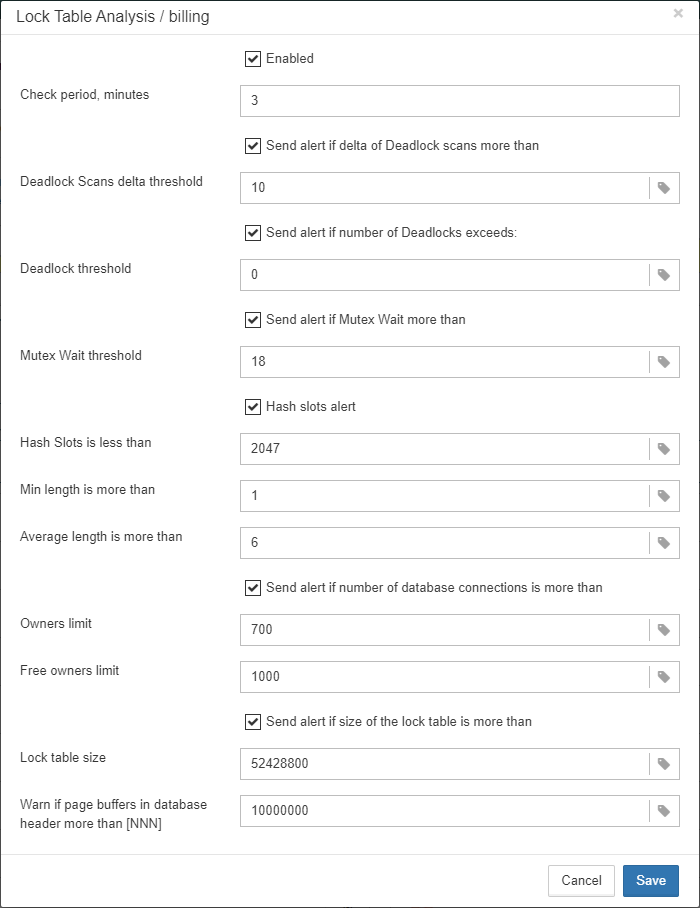 Lock Table Analysis / billing
×
Enabled
Check period, minutes
3
Send alert if delta of Deadlock scans more than
Deadlock Scans delta threshold
10
Send alert if number of Deadlocks exceeds:
Deadlock threshold
0
Send alert if Mutex Wait more than
Mutex Wait threshold
18
Hash slots alert
Hash Slots is less than
2047
Min length is more than
1
Average length is more than
6
Send alert if number of database connections is more than
Owners limit
700
Free owners limit
1000
Send alert if size of the lock table is more than
Lock table size
52428800
Warn if page buffers in database
header more than [NNN]
10000000
Cancel
Save